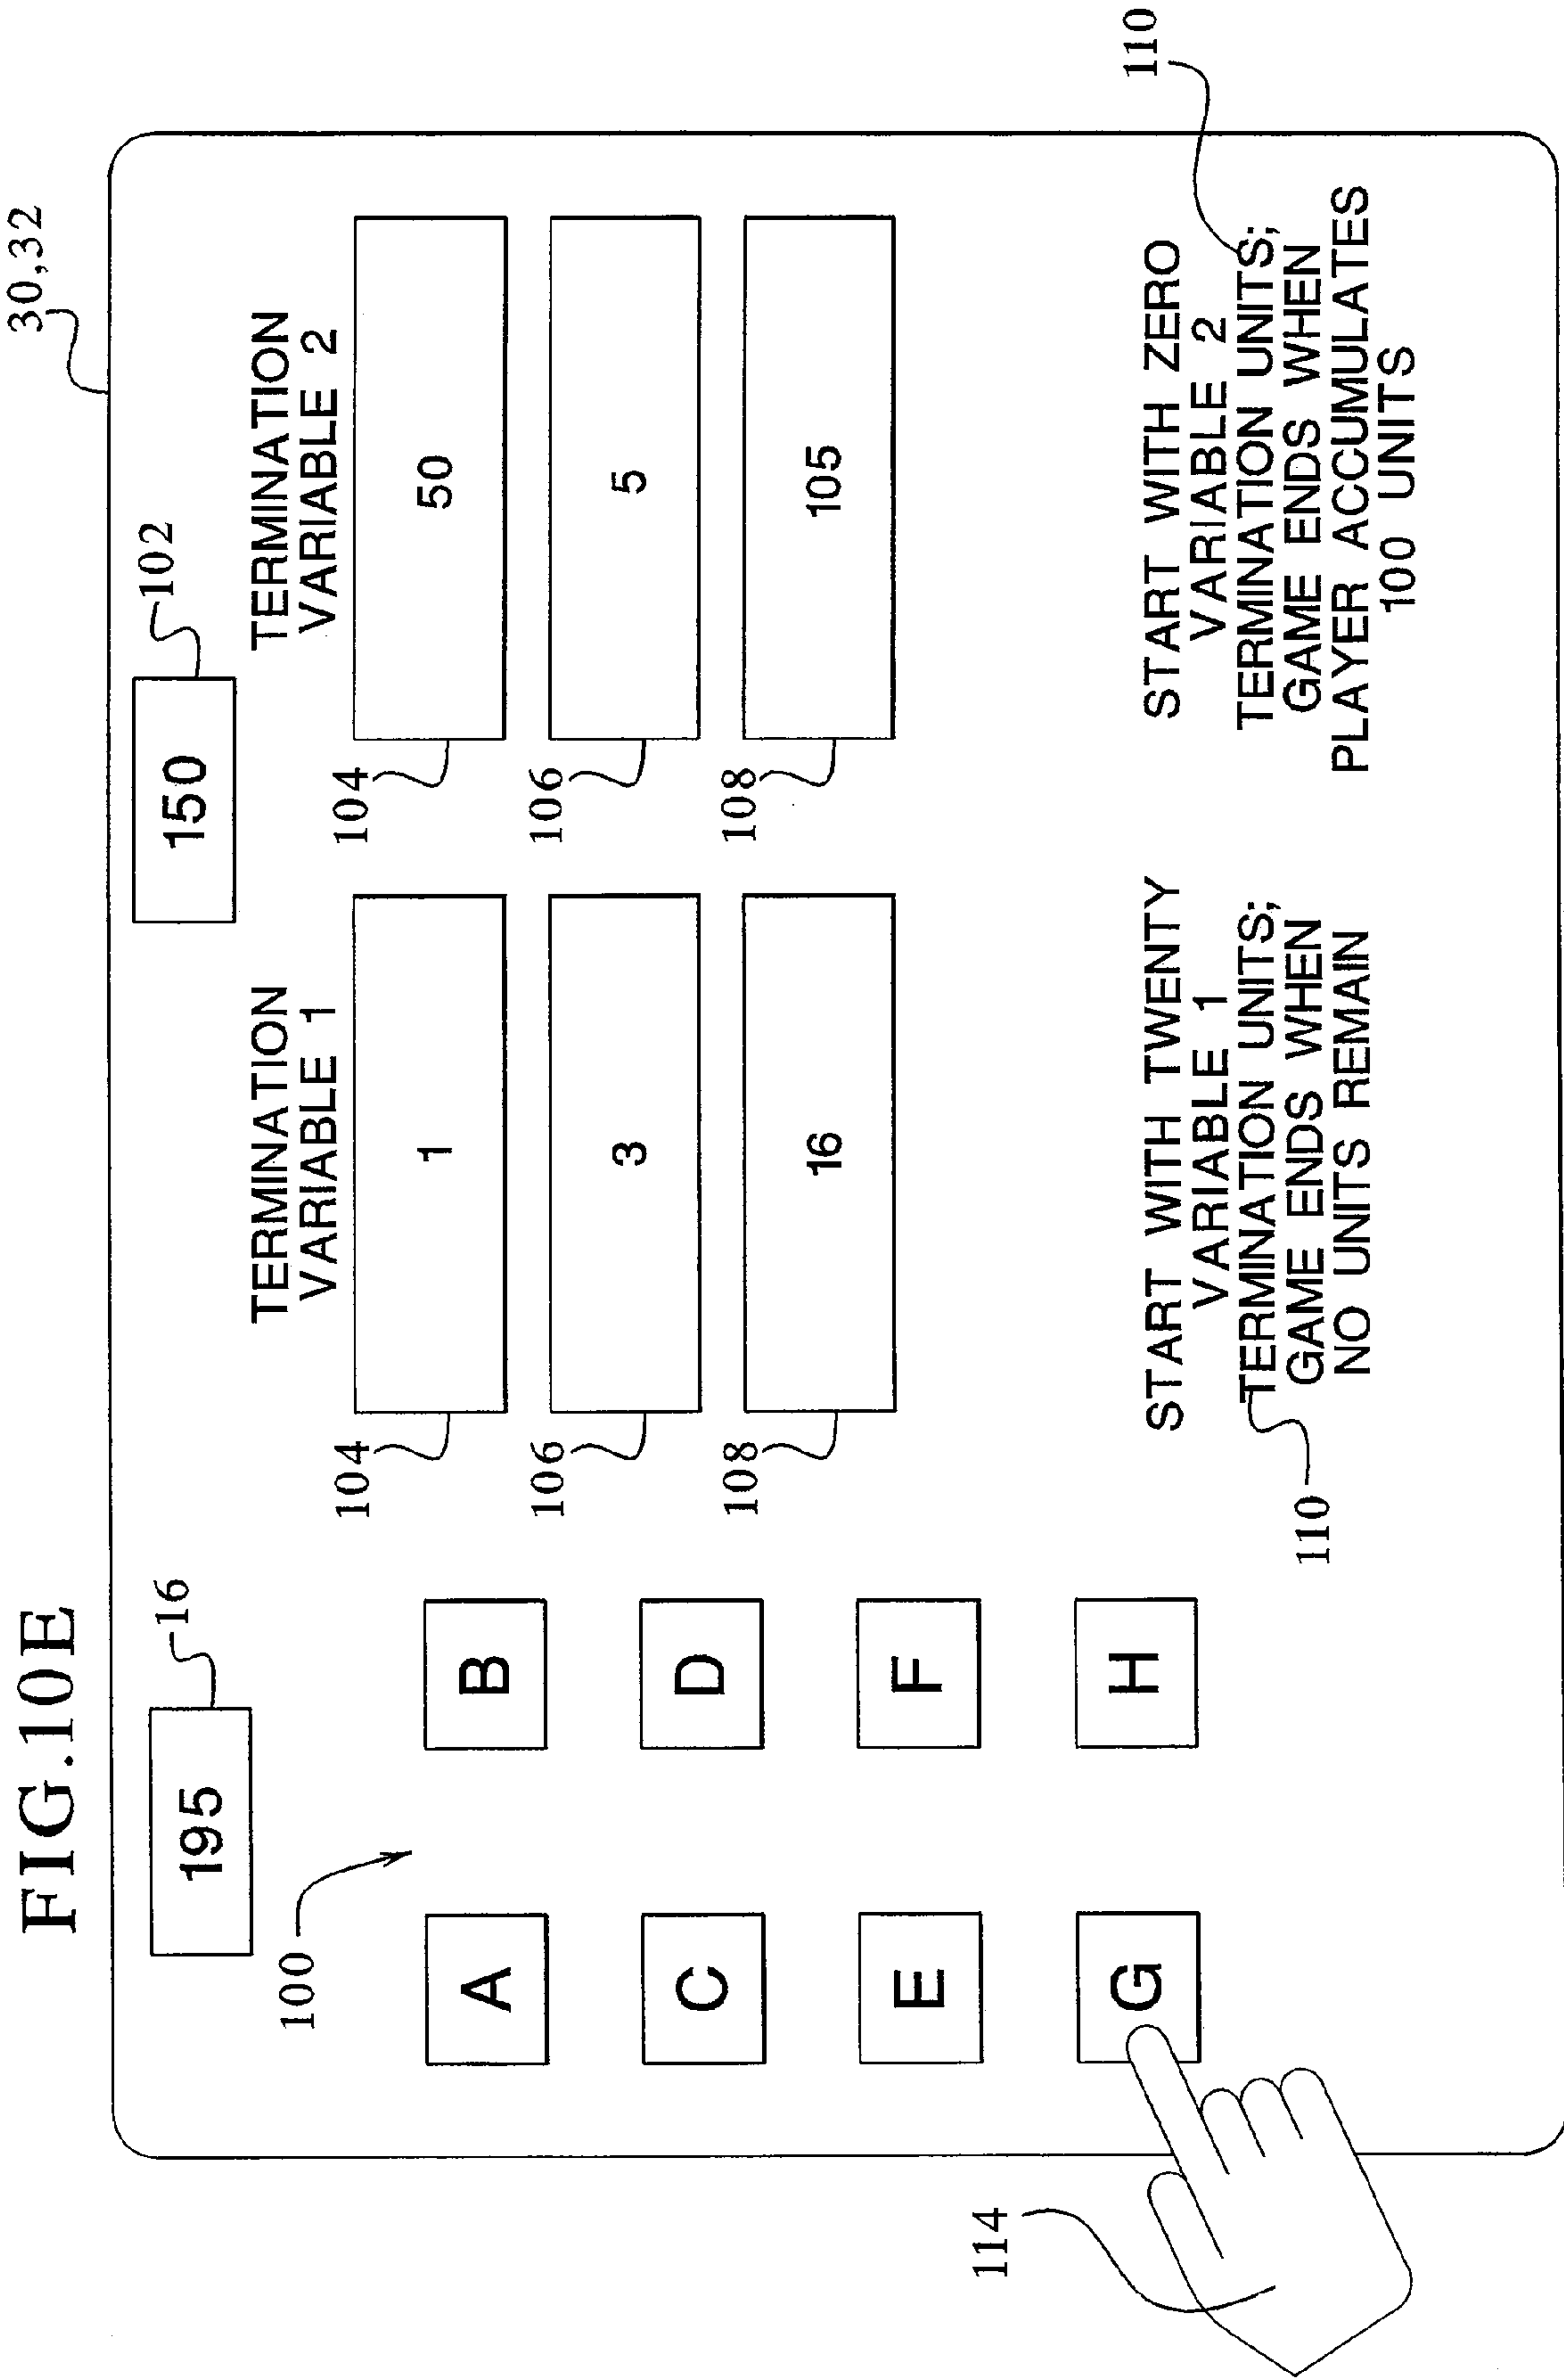 FIG.10E
30,32
195
16
150
102
100
TERMINATION
VARIABLE 1
TERMINATION
VARIABLE 2
A
B
104
1
104
50
C
D
106
3
106
5
E
F
108
16
108
105
G
H
START WITH TWENTY
VARIABLE 1
TERMINATION UNITS;
GAME ENDS WHEN
NO UNITS REMAIN
110
START WITH ZERO
VARIABLE 2
TERMINATION UNITS;
GAME ENDS WHEN
PLAYER ACCUMULATES
100 UNITS
110
114